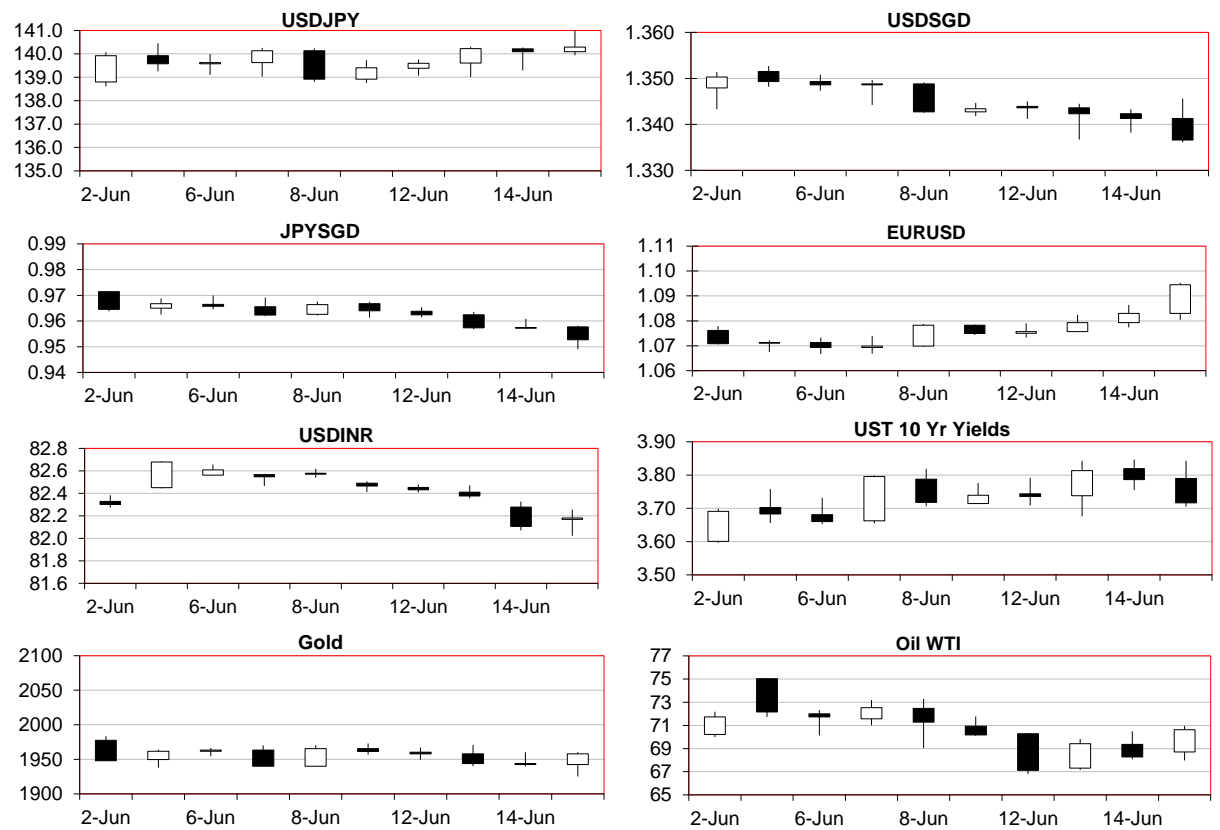 USDJPY
141.0
140.0
139.0
138.0
137.0
136.0
135.0
2-Jun 6-Jun 8-Jun 12-Jun 14-Jun
USDSGD
1.360
1.350
1.340
1.330
2-Jun 6-Jun 8-Jun 12-Jun 14-Jun
JPYSGD
0.99
0.98
0.97
0.96
0.95
0.94
2-Jun 6-Jun 8-Jun 12-Jun 14-Jun
EURUSD
1.11
1.10
1.09
1.08
1.07
1.06
2-Jun 6-Jun 8-Jun 12-Jun 14-Jun
USDINR
82.8
82.6
82.4
82.2
82.0
81.8
81.6
2-Jun 6-Jun 8-Jun 12-Jun 14-Jun
UST 10 Yr Yields
3.90
3.80
3.70
3.60
3.50
2-Jun 6-Jun 8-Jun 12-Jun 14-Jun
Gold
2100
2050
2000
1950
1900
2-Jun 6-Jun 8-Jun 12-Jun 14-Jun
Oil WTI
77
75
73
71
69
67
65
2-Jun 6-Jun 8-Jun 12-Jun 14-Jun